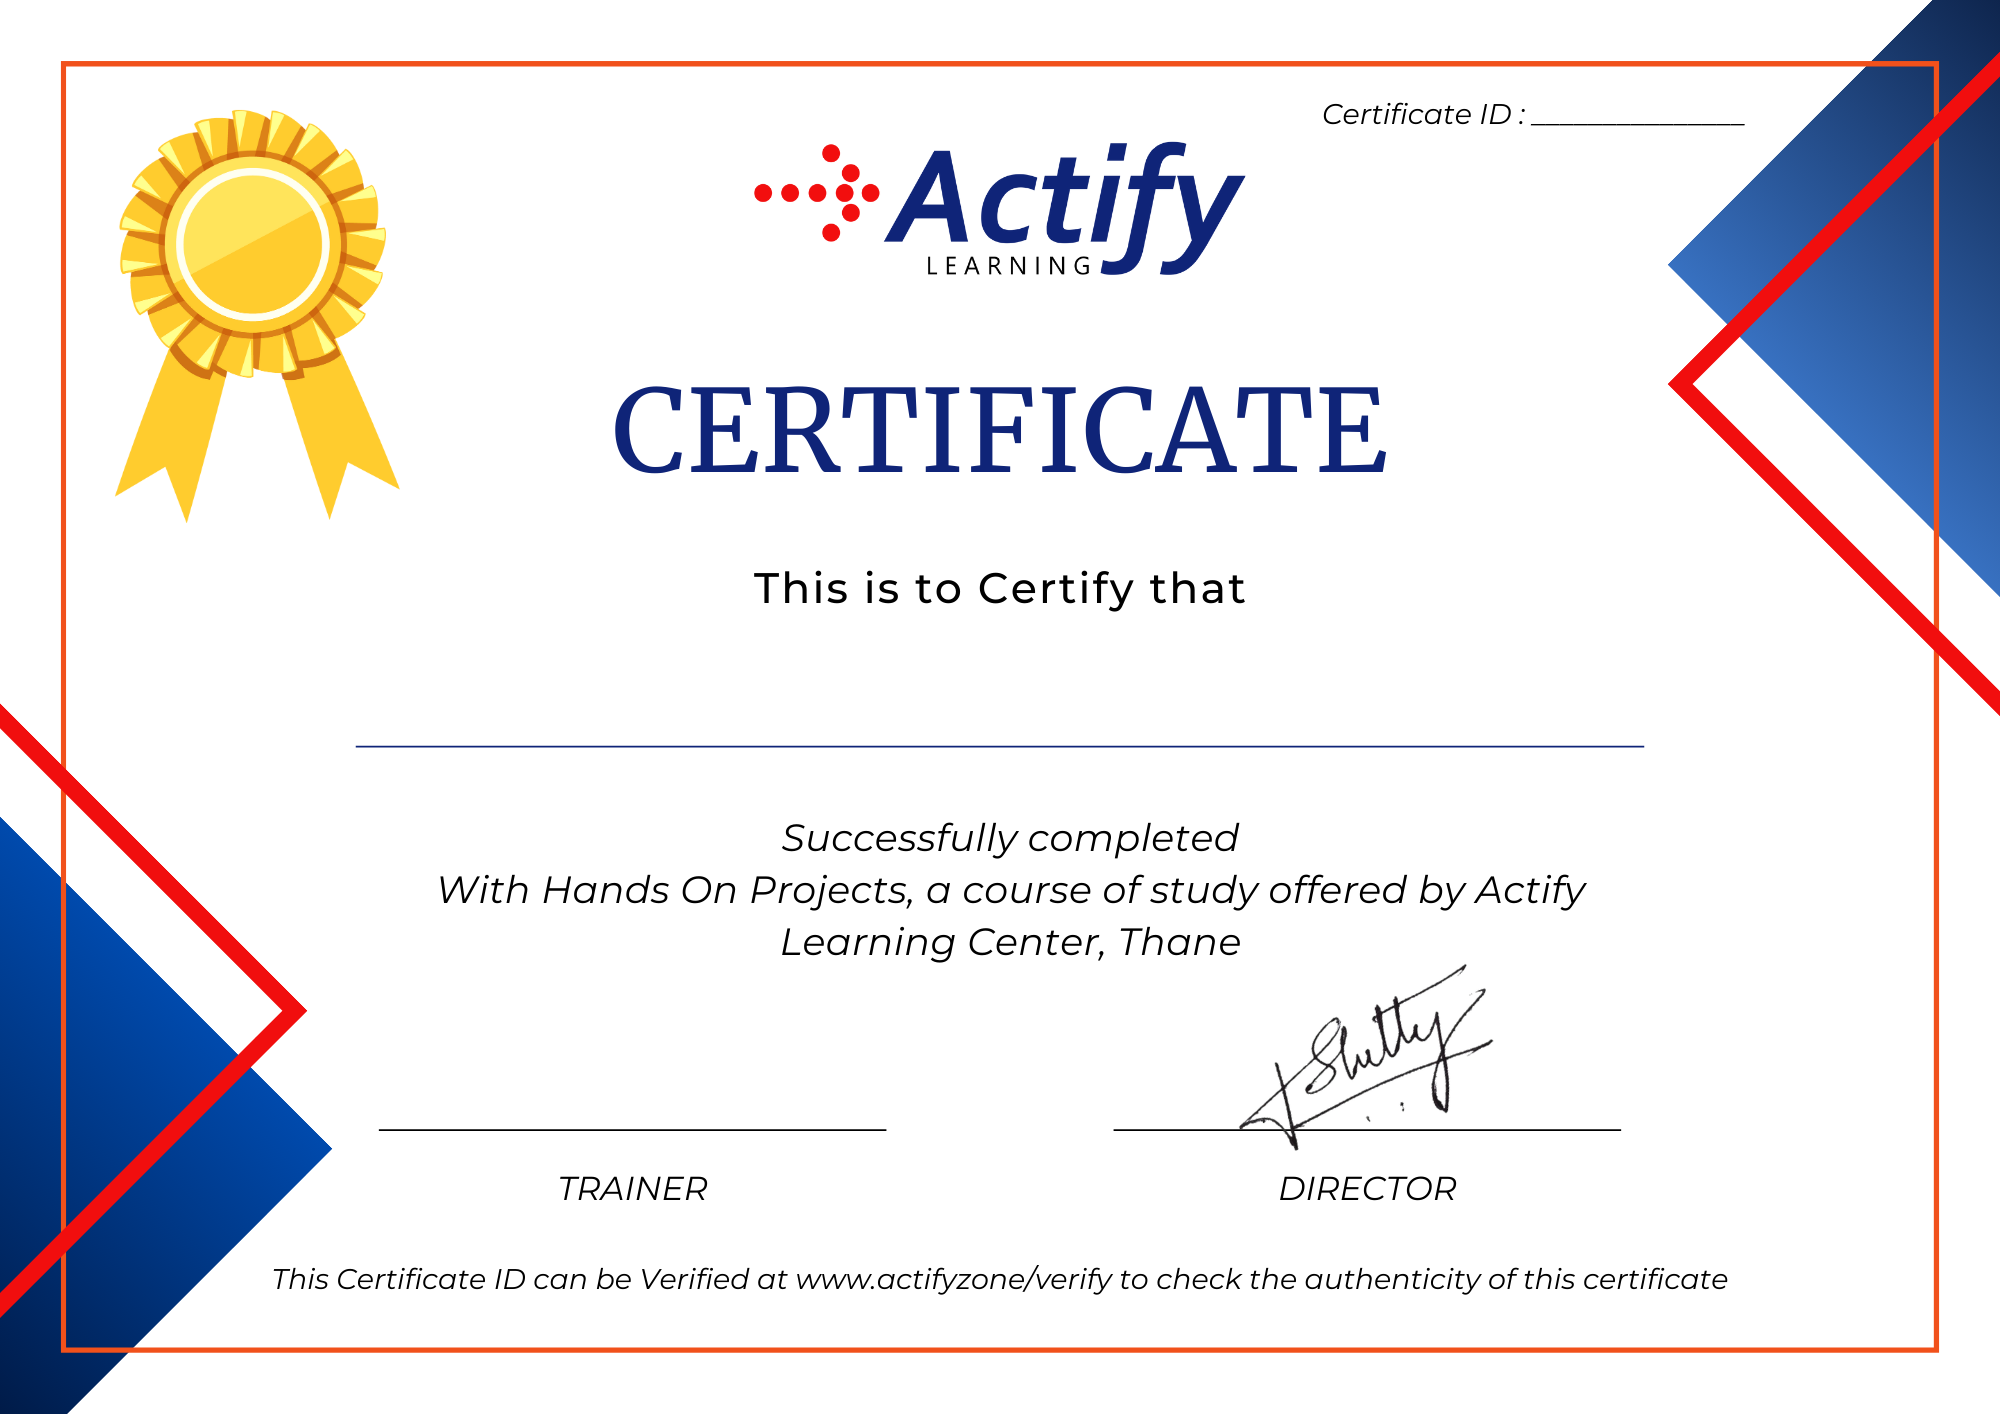 Certificate ID : _______________
Actify
LEARNING
CERTIFICATE
This is to Certify that
Successfully completed
With Hands On Projects, a course of study offered by Actify
Learning Center, Thane
Shetty
TRAINER
DIRECTOR
This Certificate ID can be Verified at www.actifyzone/verify to check the authenticity of this certificate